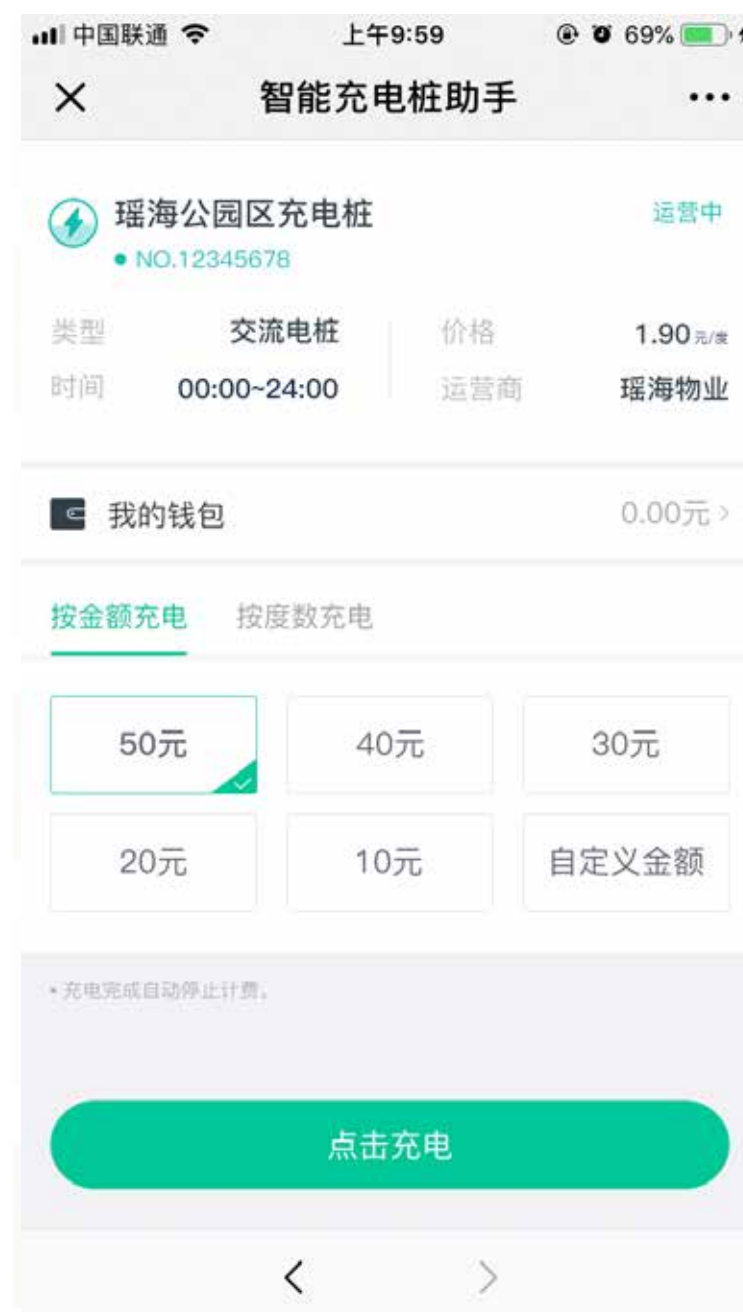 中国联通 上午9:59 69%
智能充电桩助手
瑶海公园区充电桩 运营中
NO.12345678
类型 交流电桩 价格 1.90元/度
时间 00:00~24:00 运营商 瑶海物业
我的钱包 0.00元
按金额充电 按度数充电
50元 40元 30元
20元 10元 自定义金额
•充电完成自动停止计费。
点击充电